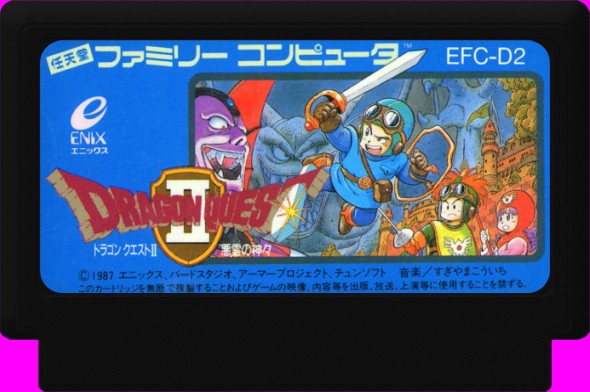 任天堂 ファミリー コンピュータ™ EFC-D2
ENIX
エニックス
DRAGON QUEST
II
ドラゴン クエストII 悪霊の神々
©1987 エニックス、バードスタジオ、アーマープロジェクト、チュンソフト 音楽/すぎやまこういち
このカートリッジを無断で複製することおよびゲームの映像、内容等を出版、放送、上演等に使用することを禁ずる。